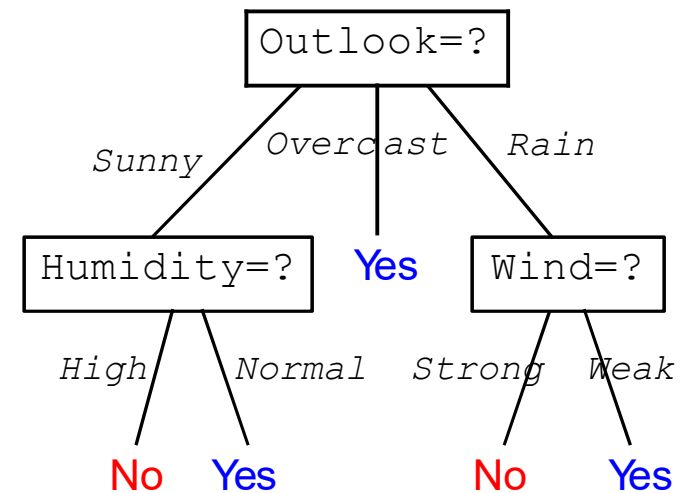 Outlook=?
Sunny Overcast Rain
Humidity=? Yes Wind=?
High Normal Strong Weak
No Yes No Yes